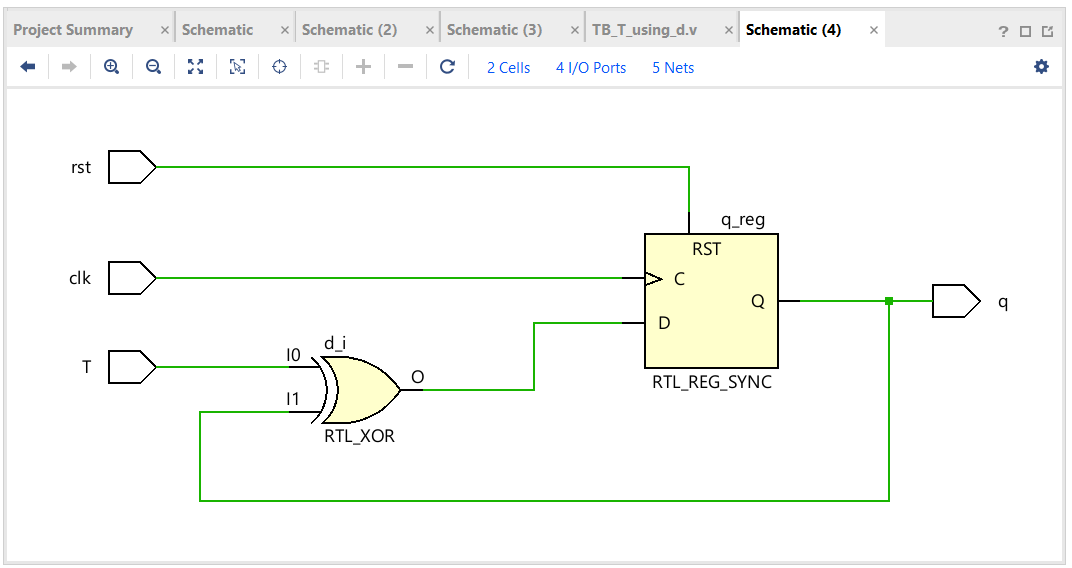 Project Summary × Schematic × Schematic (2) × Schematic (3) × TB_T_using_d.v × Schematic (4) × ?
2 Cells 4 I/O Ports 5 Nets
rst
q_reg
RST
clk
C
Q
q
D
d_i
I0
T
O
I1
RTL_REG_SYNC
RTL_XOR